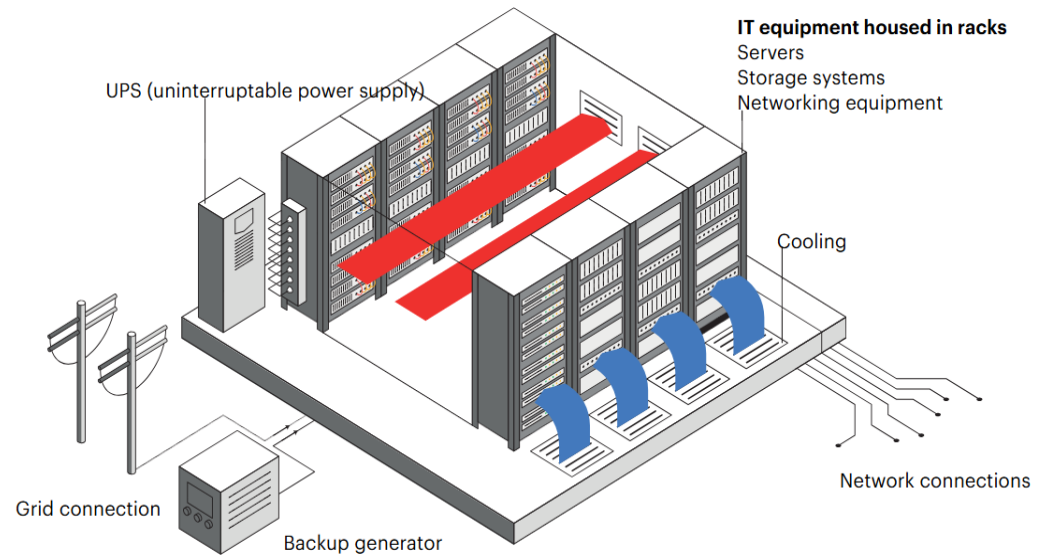 IT equipment housed in racks
Servers
Storage systems
Networking equipment
UPS (uninterruptable power supply)
Cooling
Network connections
Grid connection
Backup generator